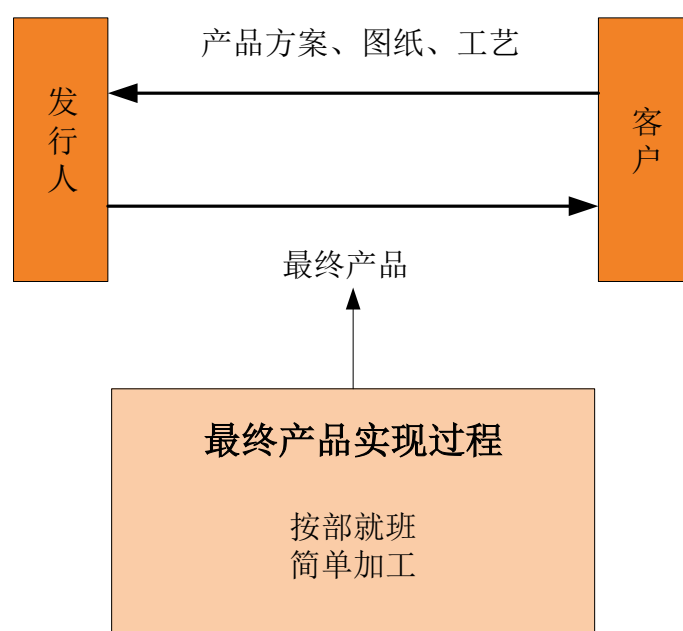 产品方案、图纸、工艺
发行人
客户
最终产品
最终产品实现过程
按部就班
简单加工